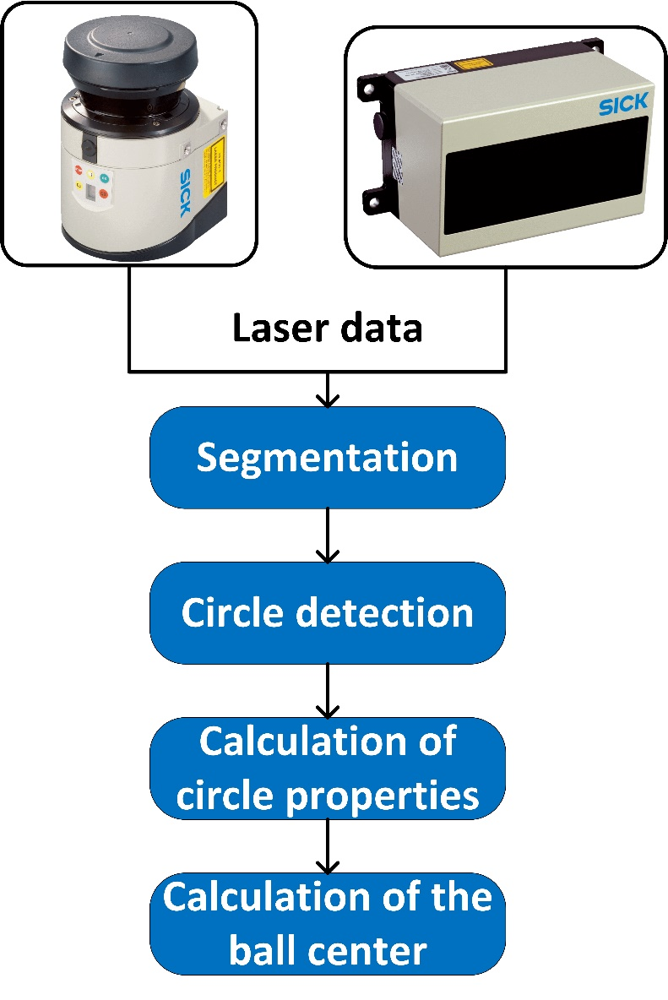 SICK
SICK
Laser data
Segmentation
Circle detection
Calculation of
circle properties
Calculation of the
ball center